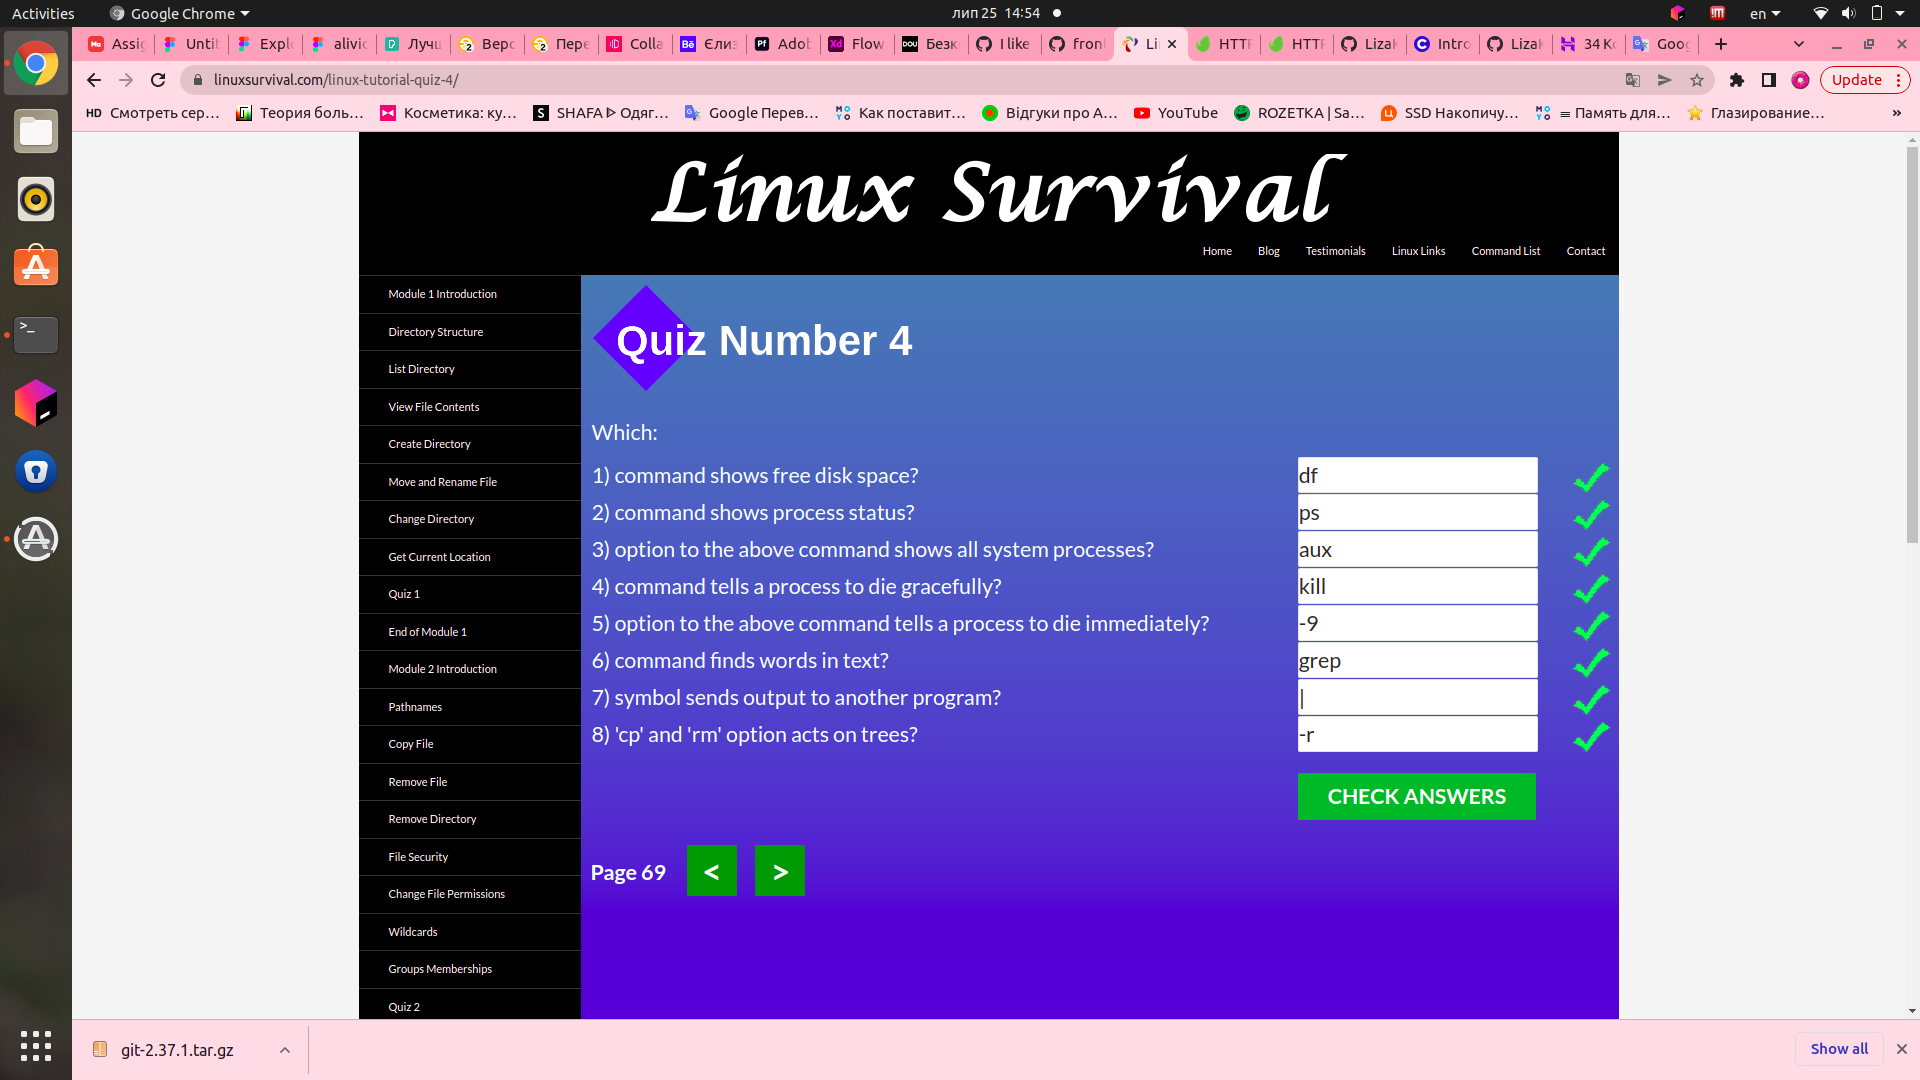 Activities
Google Chrome
лип 25 14:54
en
Assig
Untit
Explo
alivic
Лучш
Верс
Пере
Colla
Єлиз
Adob
Flow
Безк
I like
front
Lin
HTTP
HTTP
Lizak
Intro
Lizak
34 Ко
Goog
linuxsurvival.com/linux-tutorial-quiz-4/
Update
HD Смотреть сер…
Теория боль…
Косметика: ку…
SHAFA ᐈ Одяг…
Google Перев…
Как поставит…
Відгуки про А…
YouTube
ROZETKA | Sa…
SSD Накопичу…
≡ Память для…
Глазирование…
»
Linux Survival
Home Blog Testimonials Linux Links Command List Contact
Module 1 Introduction
Directory Structure
List Directory
View File Contents
Create Directory
Move and Rename File
Change Directory
Get Current Location
Quiz 1
End of Module 1
Module 2 Introduction
Pathnames
Copy File
Remove File
Remove Directory
File Security
Change File Permissions
Wildcards
Groups Memberships
Quiz 2
Quiz Number 4
Which:
1) command shows free disk space? df
2) command shows process status? ps
3) option to the above command shows all system processes? aux
4) command tells a process to die gracefully? kill
5) option to the above command tells a process to die immediately? -9
6) command finds words in text? grep
7) symbol sends output to another program? |
8) 'cp' and 'rm' option acts on trees? -r
CHECK ANSWERS
Page 69 < >
git-2.37.1.tar.gz
Show all